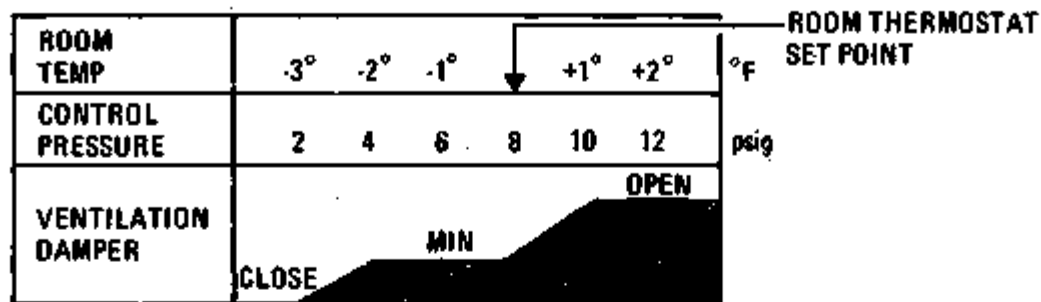 ROOM THERMOSTAT
SET POINT
ROOM
TEMP
-3° -2° -1° +1° +2° °F
CONTROL
PRESSURE
2 4 6 8 10 12 psig
VENTILATION
DAMPER
OPEN
MIN
CLOSE